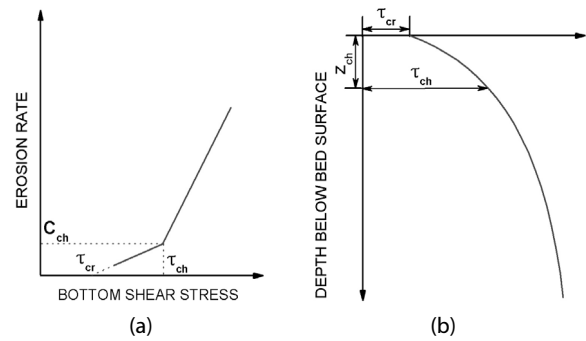 EROSION RATE
C_ch
τ_cr
τ_ch
BOTTOM SHEAR STRESS
(a)
τ_cr
z_ch
τ_ch
DEPTH BELOW BED SURFACE
(b)